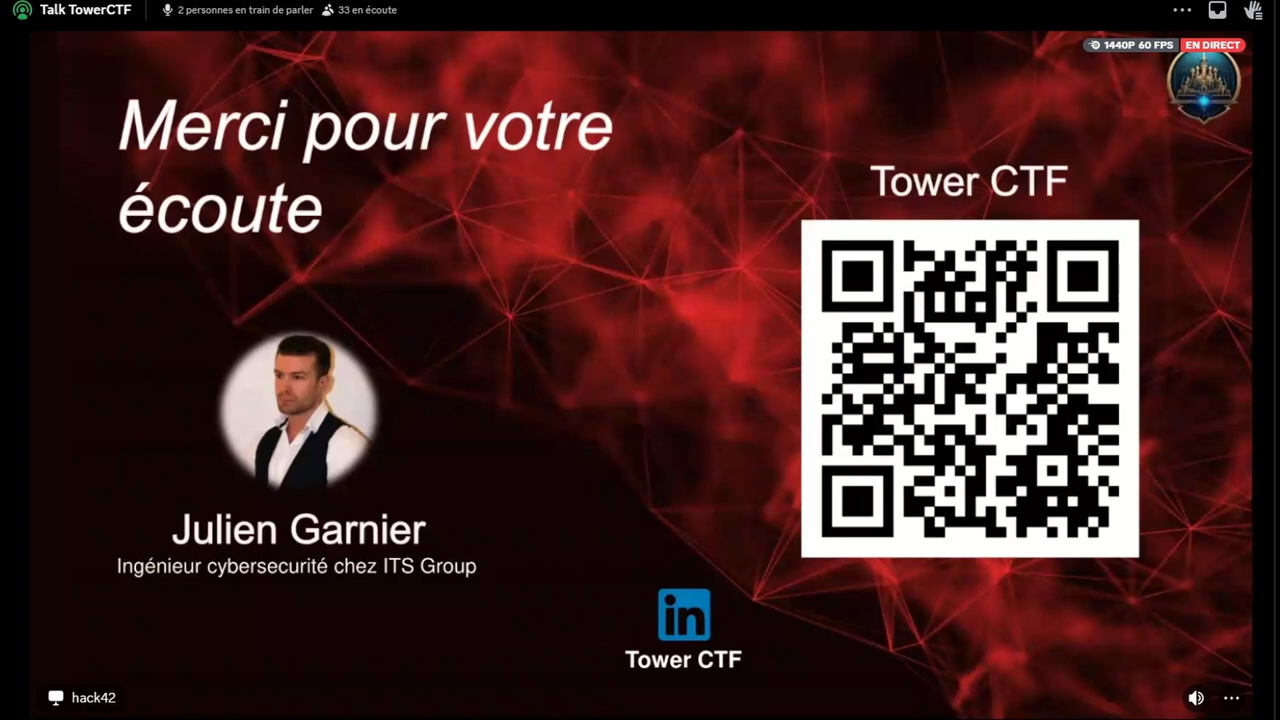 Talk TowerCTF
2 personnes en train de parler
33 en écoute
1440P 60 FPS
EN DIRECT
Merci pour votre
écoute
Tower CTF
Julien Garnier
Ingénieur cybersecurité chez ITS Group
in
Tower CTF
hack42